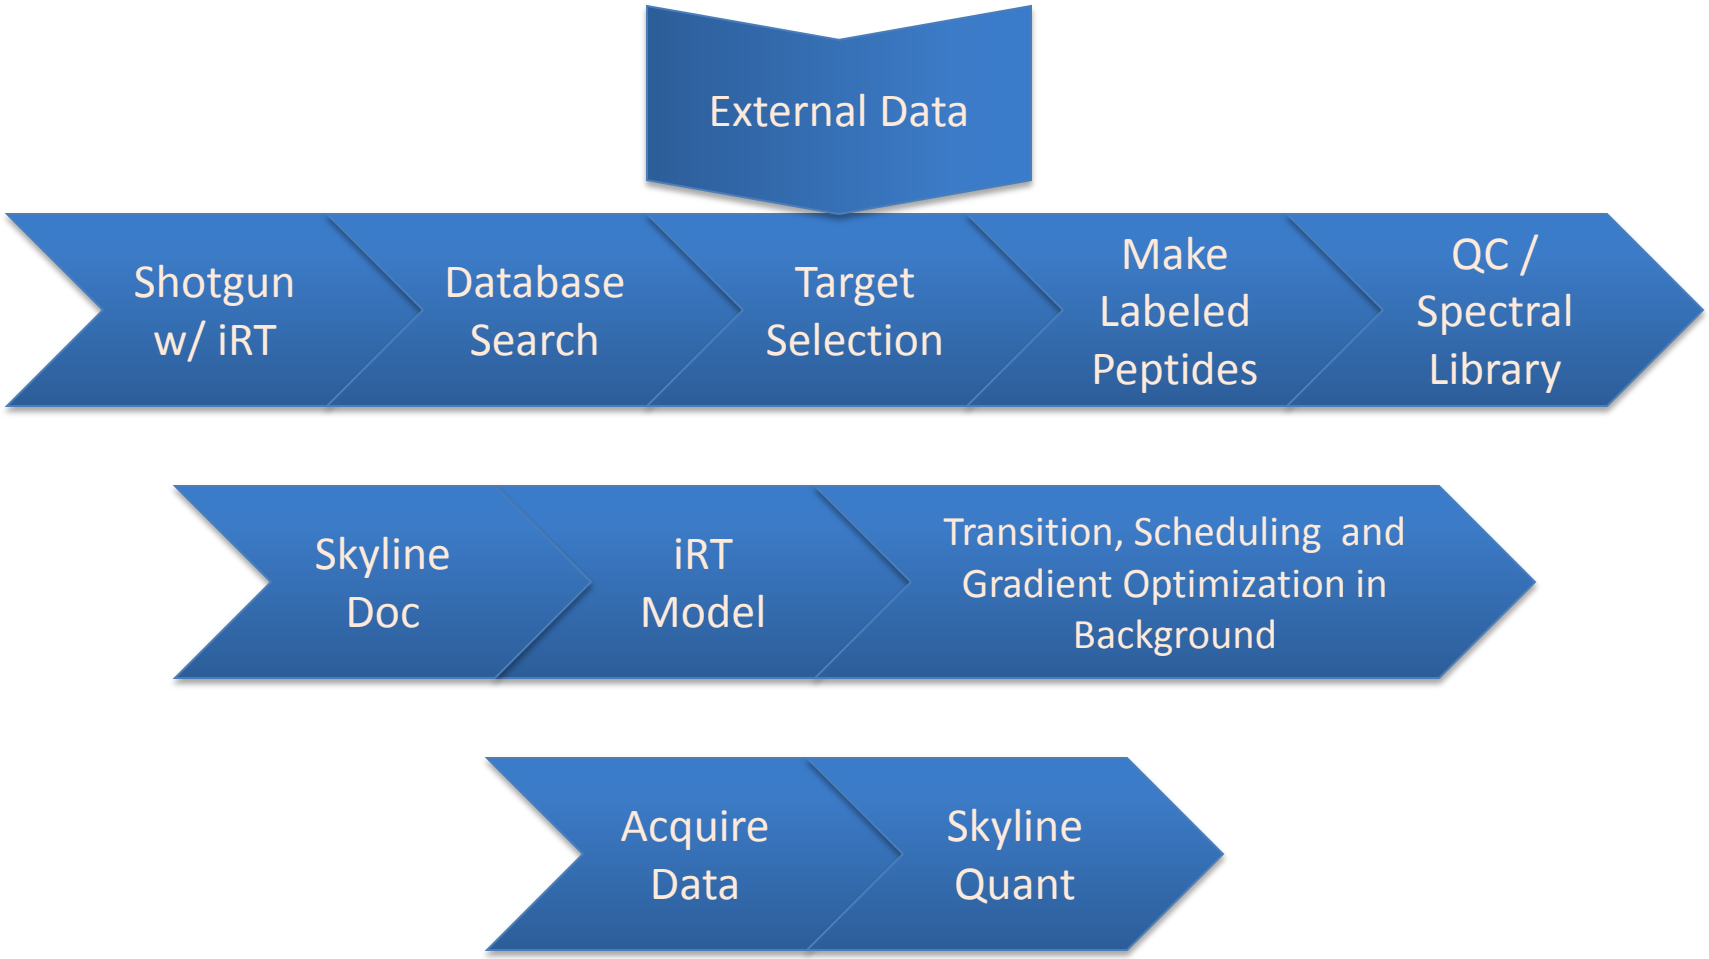 External Data
Shotgun
w/ iRT
Database
Search
Target
Selection
Make
Labeled
Peptides
QC /
Spectral
Library
Skyline
Doc
iRT
Model
Transition, Scheduling  and
Gradient Optimization in
Background
Acquire
Data
Skyline
Quant